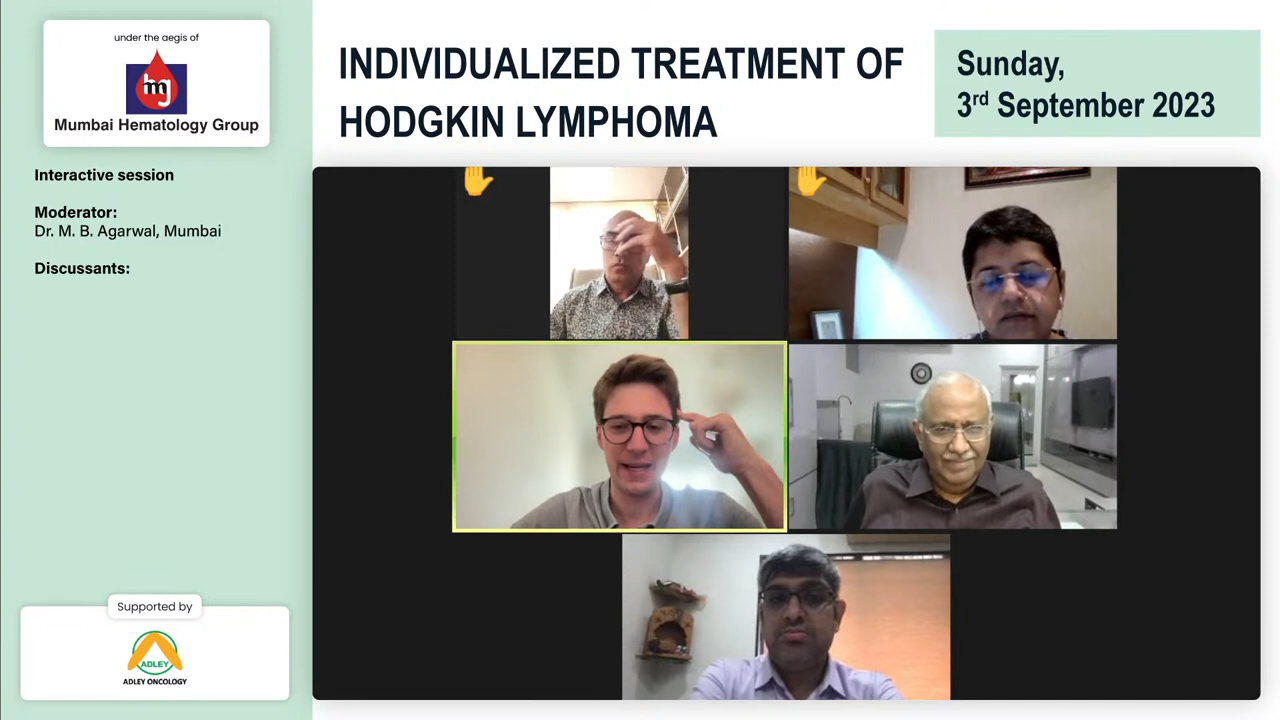 under the aegis of
hmg
Mumbai Hematology Group
INDIVIDUALIZED TREATMENT OF
HODGKIN LYMPHOMA
Sunday,
3rd September 2023
Interactive session
Moderator:
Dr. M. B. Agarwal, Mumbai
Discussants:
Supported by
ADLEY
ADLEY ONCOLOGY